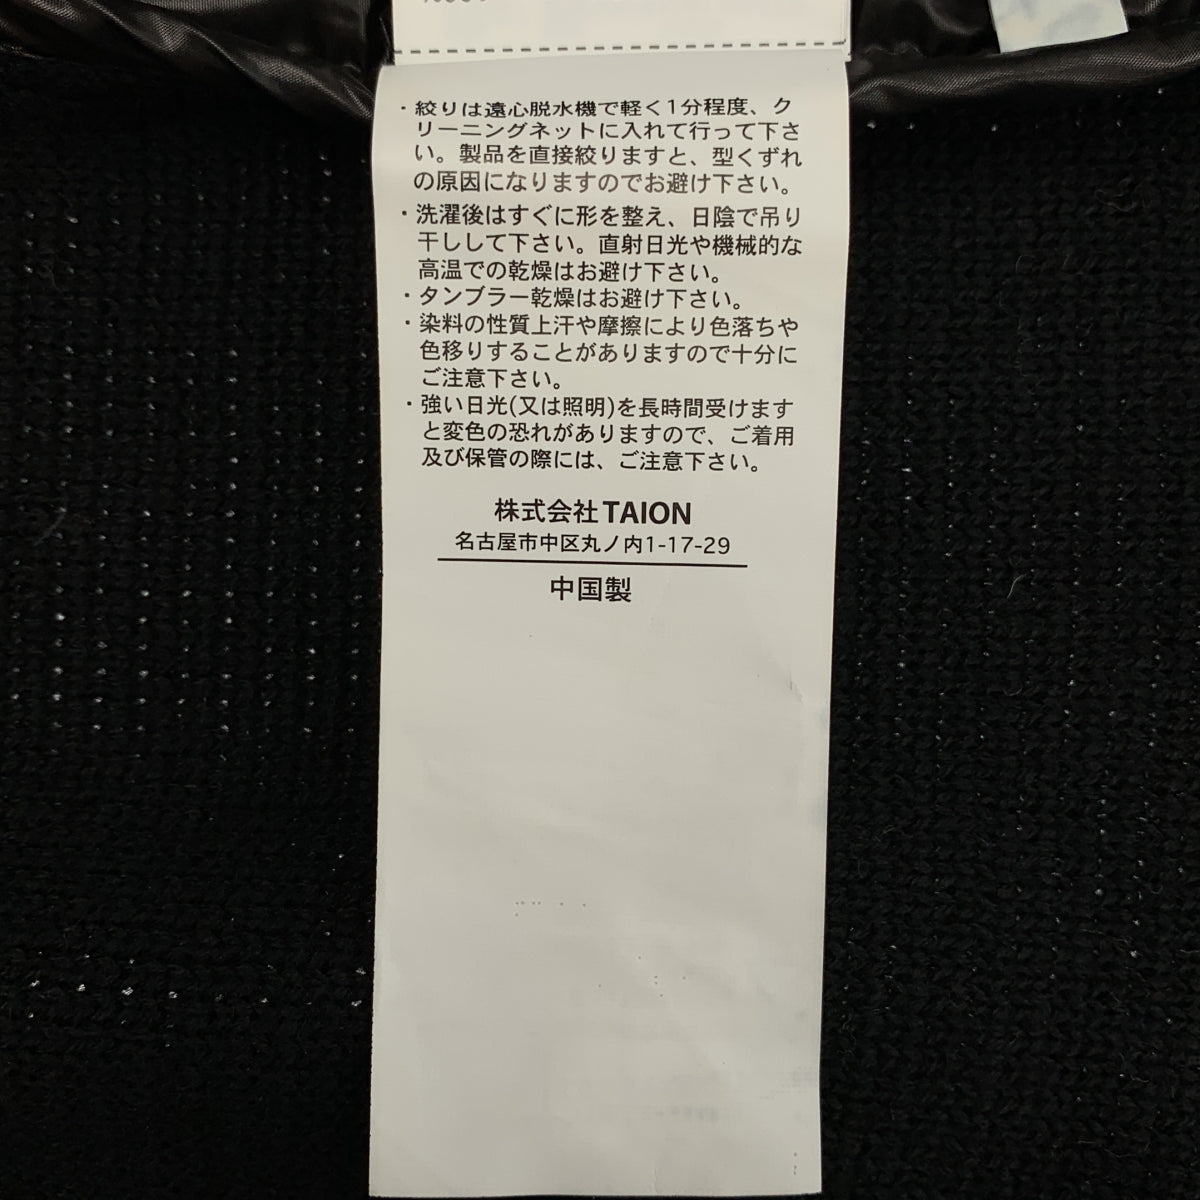 ・絞りは遠心脱水機で軽く1分程度、ク
リーニングネットに入れて行って下さ
い。製品を直接絞りますと、型くずれ
の原因になりますのでお避け下さい。
・洗濯後はすぐに形を整え、日陰で吊り
干しして下さい。直射日光や機械的な
高温での乾燥はお避け下さい。
・タンブラー乾燥はお避け下さい。
・染料の性質上汗や摩擦により色落ちや
色移りすることがありますので十分に
ご注意下さい。
・強い日光(又は照明)を長時間受けます
と変色の恐れがありますので、ご着用
及び保管の際には、ご注意下さい。
株式会社TAION
名古屋市中区丸ノ内1-17-29
中国製